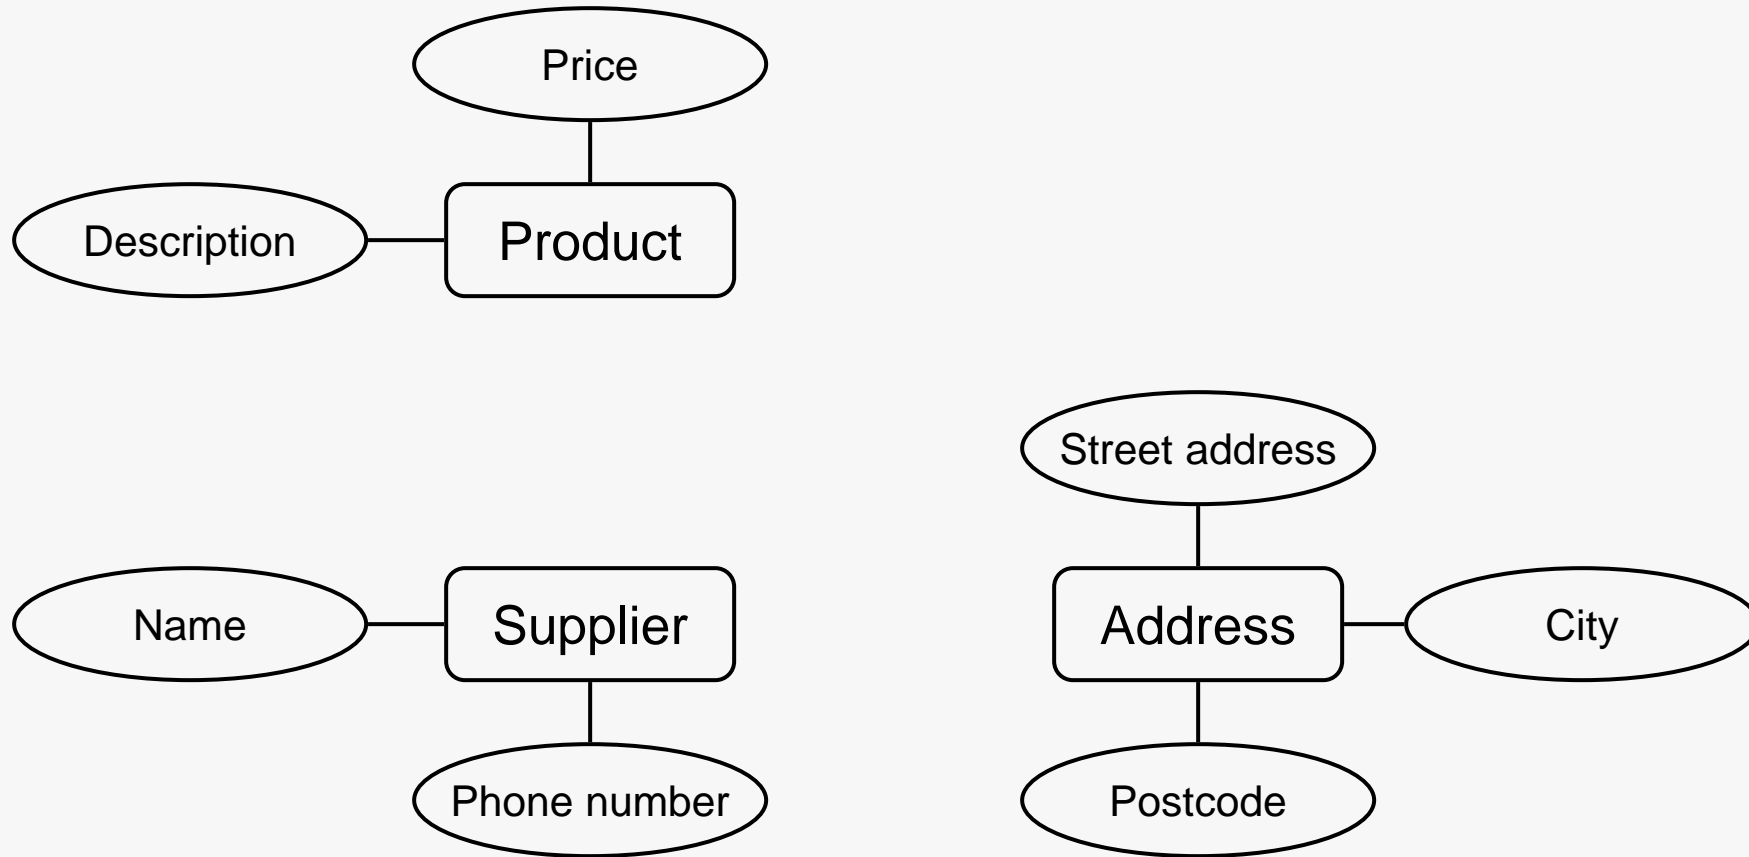 Price
Description
Product
Street address
Name
Supplier
Address
City
Phone number
Postcode